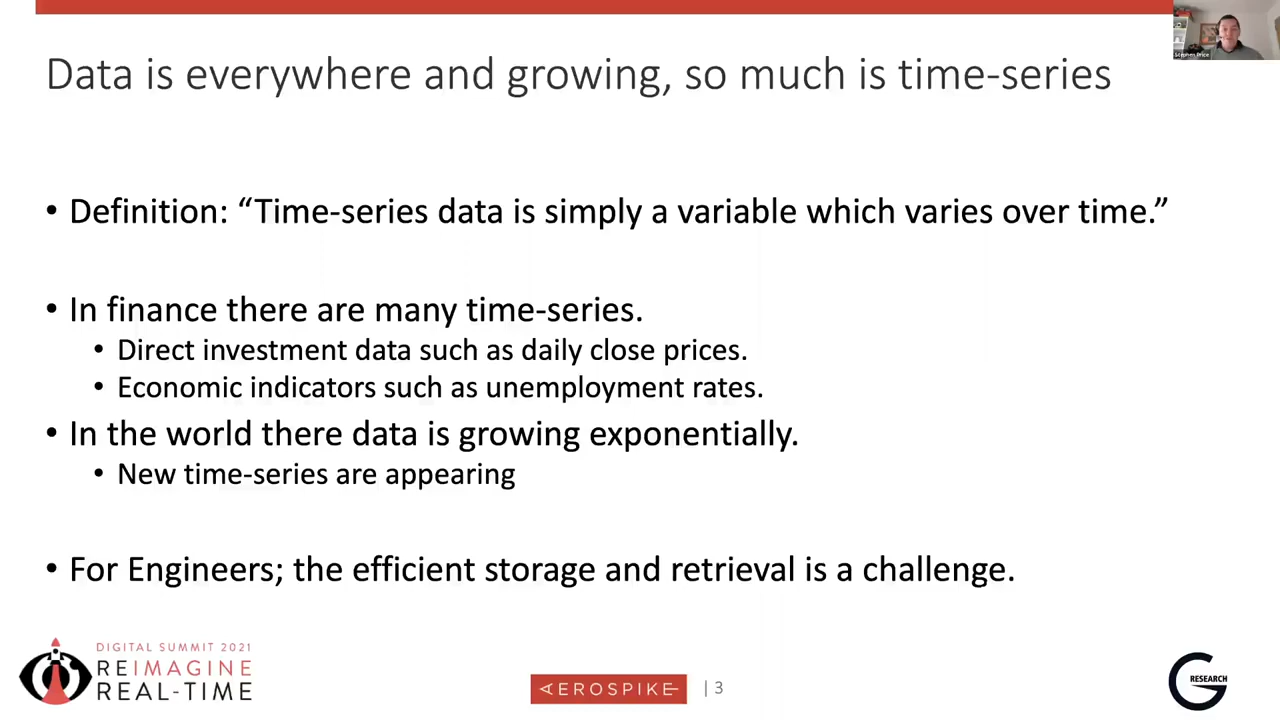 Stephen Price
Data is everywhere and growing, so much is time-series
• Definition: “Time-series data is simply a variable which varies over time.”
• In finance there are many time-series.
• Direct investment data such as daily close prices.
• Economic indicators such as unemployment rates.
• In the world there data is growing exponentially.
• New time-series are appearing
• For Engineers; the efficient storage and retrieval is a challenge.
DIGITAL SUMMIT 2021
REIMAGINE
REAL-TIME
AEROSPIKE
| 3
G RESEARCH